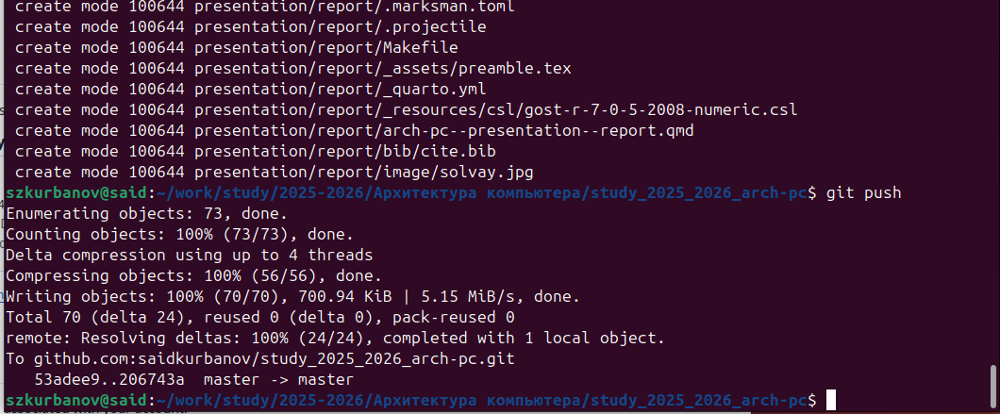 create mode 100644 presentation/report/.marksman.toml
create mode 100644 presentation/report/.projectile
create mode 100644 presentation/report/Makefile
create mode 100644 presentation/report/_assets/preamble.tex
create mode 100644 presentation/report/_quarto.yml
create mode 100644 presentation/report/_resources/csl/gost-r-7-0-5-2008-numeric.csl
create mode 100644 presentation/report/arch-pc--presentation--report.qmd
create mode 100644 presentation/report/bib/cite.bib
create mode 100644 presentation/report/image/solvay.jpg
szkurbanov@said:~/work/study/2025-2026/Архитектура компьютера/study_2025_2026_arch-pc$ git push
Enumerating objects: 73, done.
Counting objects: 100% (73/73), done.
Delta compression using up to 4 threads
Compressing objects: 100% (56/56), done.
Writing objects: 100% (70/70), 700.94 KiB | 5.15 MiB/s, done.
Total 70 (delta 24), reused 0 (delta 0), pack-reused 0
remote: Resolving deltas: 100% (24/24), completed with 1 local object.
To github.com:saidkurbanov/study_2025_2026_arch-pc.git
53adee9..206743a  master -> master
szkurbanov@said:~/work/study/2025-2026/Архитектура компьютера/study_2025_2026_arch-pc$